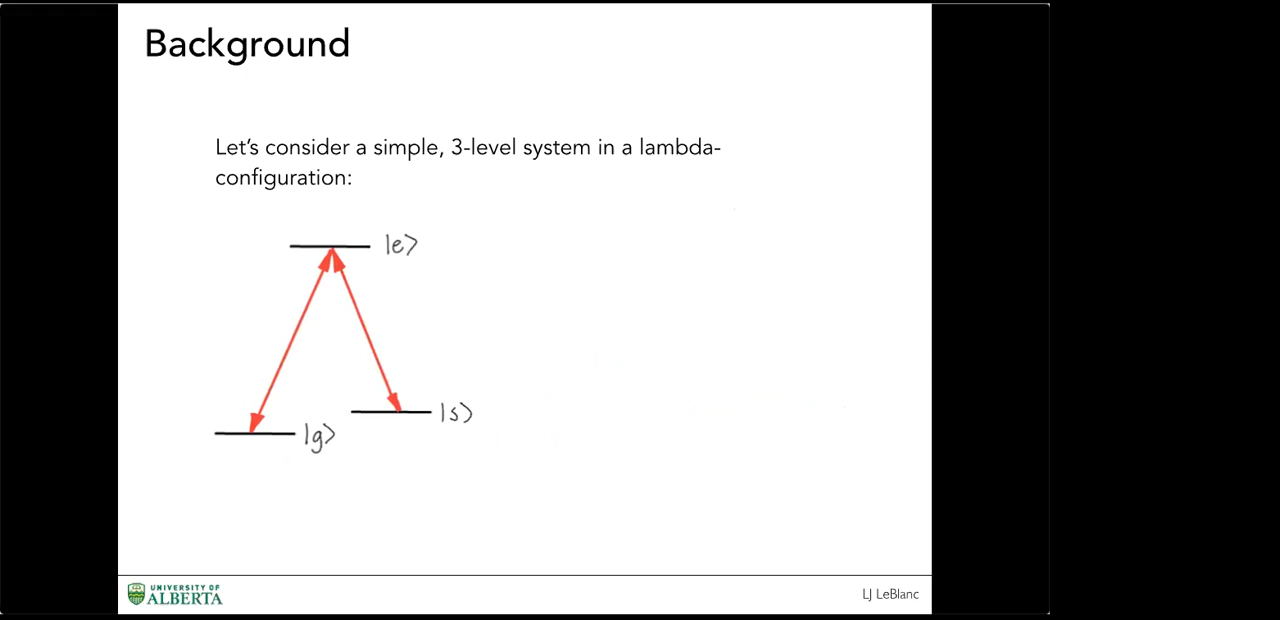 Background
Let's consider a simple, 3-level system in a lambda-
configuration:
|e⟩
|s⟩
|g⟩
UNIVERSITY OF
ALBERTA
LJ LeBlanc